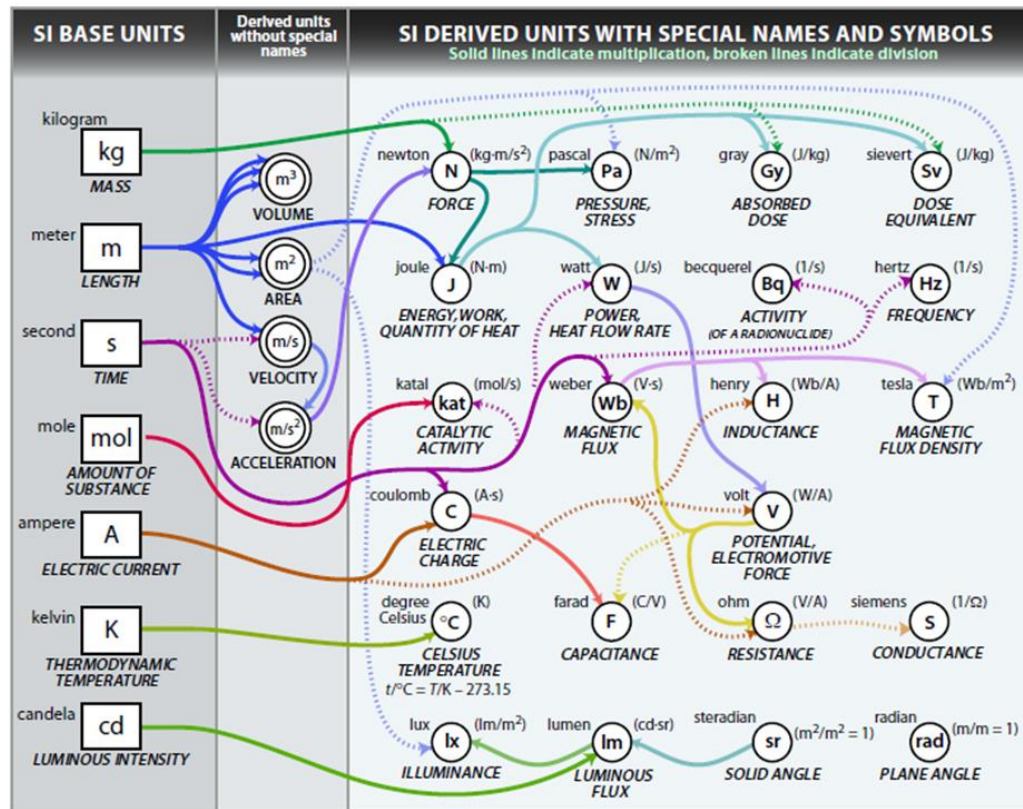 SI BASE UNITS
Derived units
without special
names
SI DERIVED UNITS WITH SPECIAL NAMES AND SYMBOLS
Solid lines indicate multiplication, broken lines indicate division
kilogram
kg
MASS
meter
m
LENGTH
second
s
TIME
mole
mol
AMOUNT OF
SUBSTANCE
ampere
A
ELECTRIC CURRENT
kelvin
K
THERMODYNAMIC
TEMPERATURE
candela
cd
LUMINOUS INTENSITY
m³
VOLUME
m²
AREA
m/s
VELOCITY
m/s²
ACCELERATION
newton (kg·m/s²)
N
FORCE
pascal (N/m²)
Pa
PRESSURE,
STRESS
gray (J/kg)
Gy
ABSORBED
DOSE
sievert (J/kg)
Sv
DOSE
EQUIVALENT
joule (N·m)
J
ENERGY, WORK,
QUANTITY OF HEAT
watt (J/s)
W
POWER,
HEAT FLOW RATE
becquerel (1/s)
Bq
ACTIVITY
(OF A RADIONUCLIDE)
hertz (1/s)
Hz
FREQUENCY
katal (mol/s)
kat
CATALYTIC
ACTIVITY
weber (V·s)
Wb
MAGNETIC
FLUX
henry (Wb/A)
H
INDUCTANCE
tesla (Wb/m²)
T
MAGNETIC
FLUX DENSITY
coulomb (A·s)
C
ELECTRIC
CHARGE
volt (W/A)
V
POTENTIAL,
ELECTROMOTIVE
FORCE
degree
Celsius (K)
°C
CELSIUS
TEMPERATURE
t/°C = T/K – 273.15
farad (C/V)
F
CAPACITANCE
ohm (V/A)
Ω
RESISTANCE
siemens (1/Ω)
S
CONDUCTANCE
lux (lm/m²)
lx
ILLUMINANCE
lumen (cd·sr)
lm
LUMINOUS
FLUX
steradian (m²/m² = 1)
sr
SOLID ANGLE
radian (m/m = 1)
rad
PLANE ANGLE